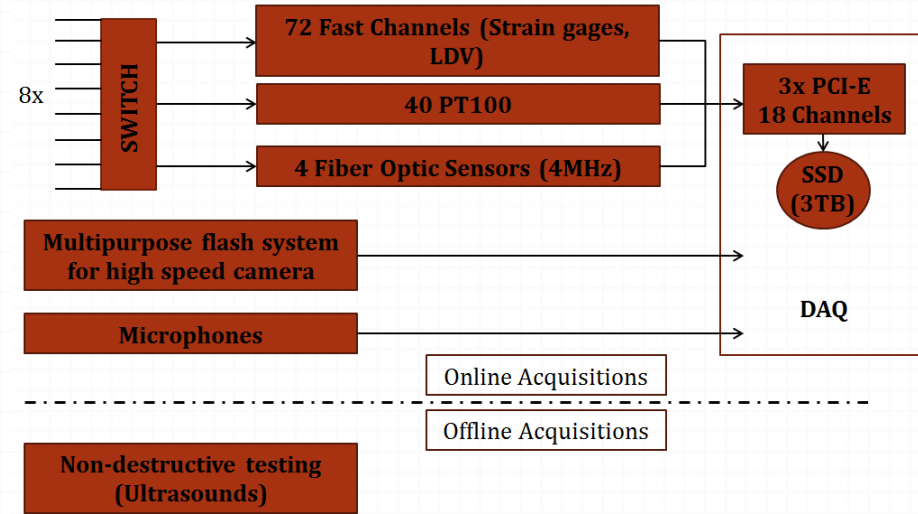 8x
SWITCH
72 Fast Channels (Strain gages,
LDV)
40 PT100
4 Fiber Optic Sensors (4MHz)
3x PCI-E
18 Channels
SSD
(3TB)
Multipurpose flash system
for high speed camera
DAQ
Microphones
Online Acquisitions
Offline Acquisitions
Non-destructive testing
(Ultrasounds)